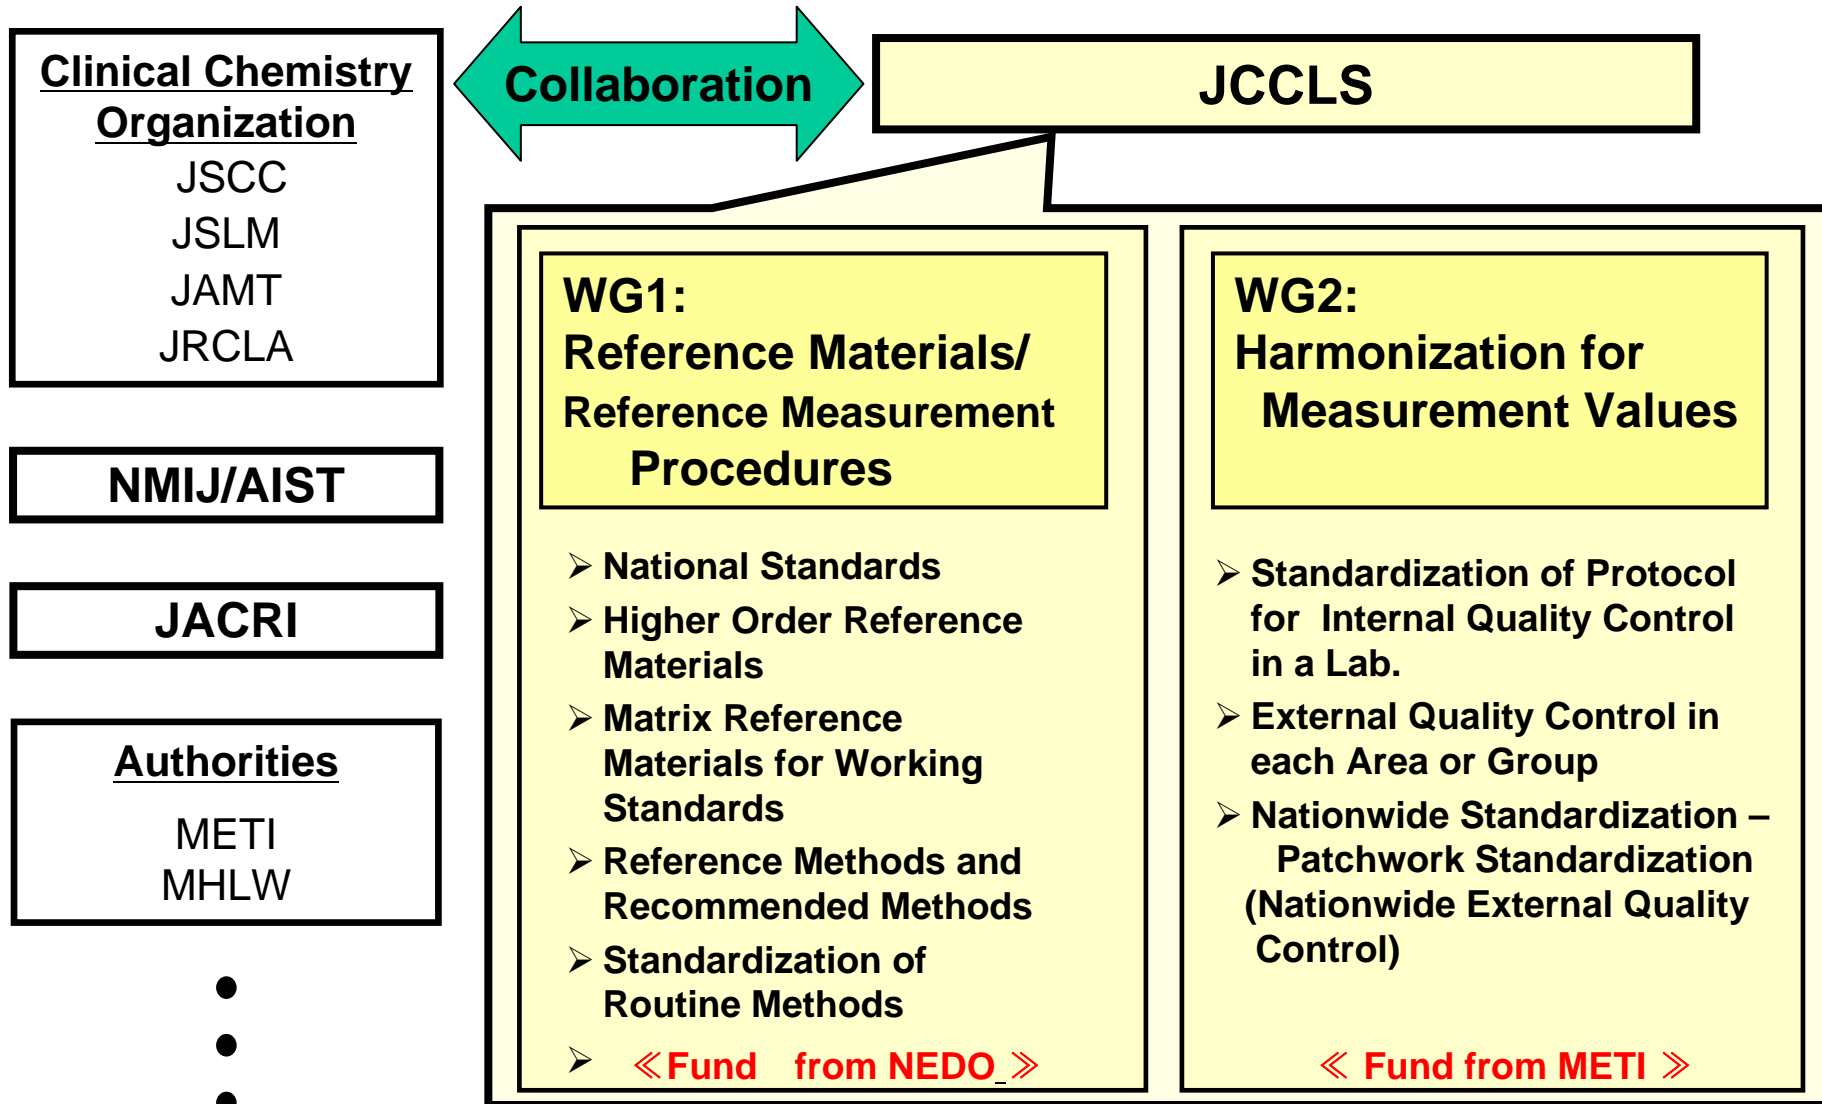 Clinical Chemistry
Organization
JSCC
JSLM
JAMT
JRCLA
NMIJ/AIST
JACRI
Authorities
METI
MHLW
Collaboration
JCCLS
WG1:
Reference Materials/
Reference Measurement
Procedures
➢ National Standards
➢ Higher Order Reference
Materials
➢ Matrix Reference
Materials for Working
Standards
➢ Reference Methods and
Recommended Methods
➢ Standardization of
Routine Methods
➢ ≪Fund from NEDO ≫
WG2:
Harmonization for
Measurement Values
➢ Standardization of Protocol
for Internal Quality Control
in a Lab.
➢ External Quality Control in
each Area or Group
➢ Nationwide Standardization –
Patchwork Standardization
(Nationwide External Quality
Control)
≪ Fund from METI ≫